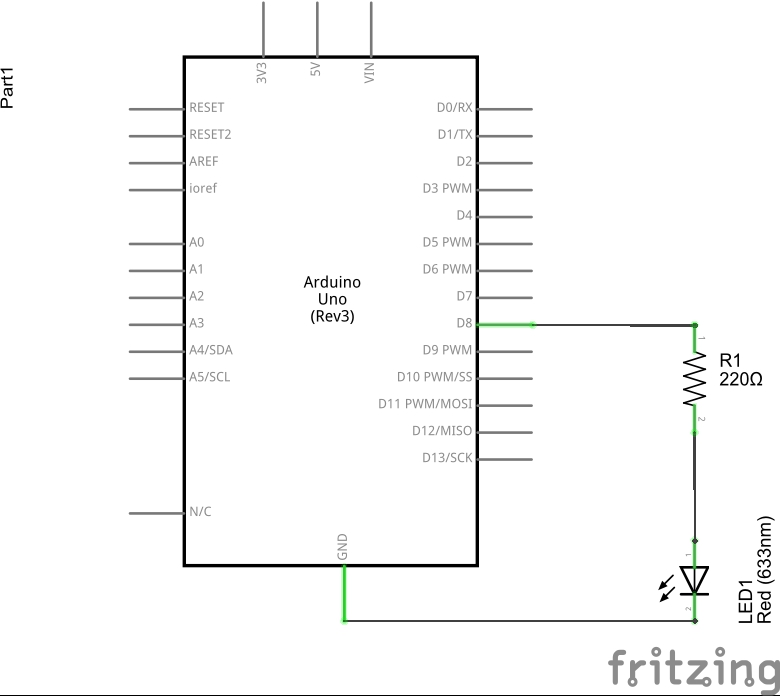 Part1
3V3
5V
VIN
RESET
RESET2
AREF
ioref
A0
A1
A2
A3
A4/SDA
A5/SCL
N/C
Arduino
Uno
(Rev3)
D0/RX
D1/TX
D2
D3 PWM
D4
D5 PWM
D6 PWM
D7
D8
D9 PWM
D10 PWM/SS
D11 PWM/MOSI
D12/MISO
D13/SCK
GND
1
R1
220Ω
2
1
2
LED1
Red (633nm)
fritzing